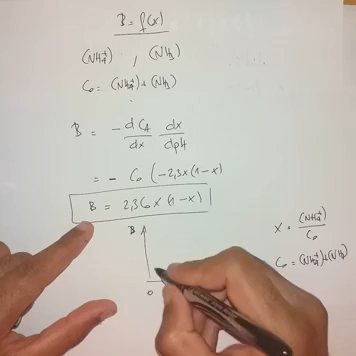 B = f(x)
(NH₄⁺) , (NH₃)
C₀ = (NH₄⁺) + (NH₃)
B = - dCA/dx dx/dpH
= - C₀ (-2,3x(1-x)
B = 2,3C₀ x(1-x)
B
0
x = (NH₄⁺)/C₀
C₀ = (NH₄⁺) + (NH₃)